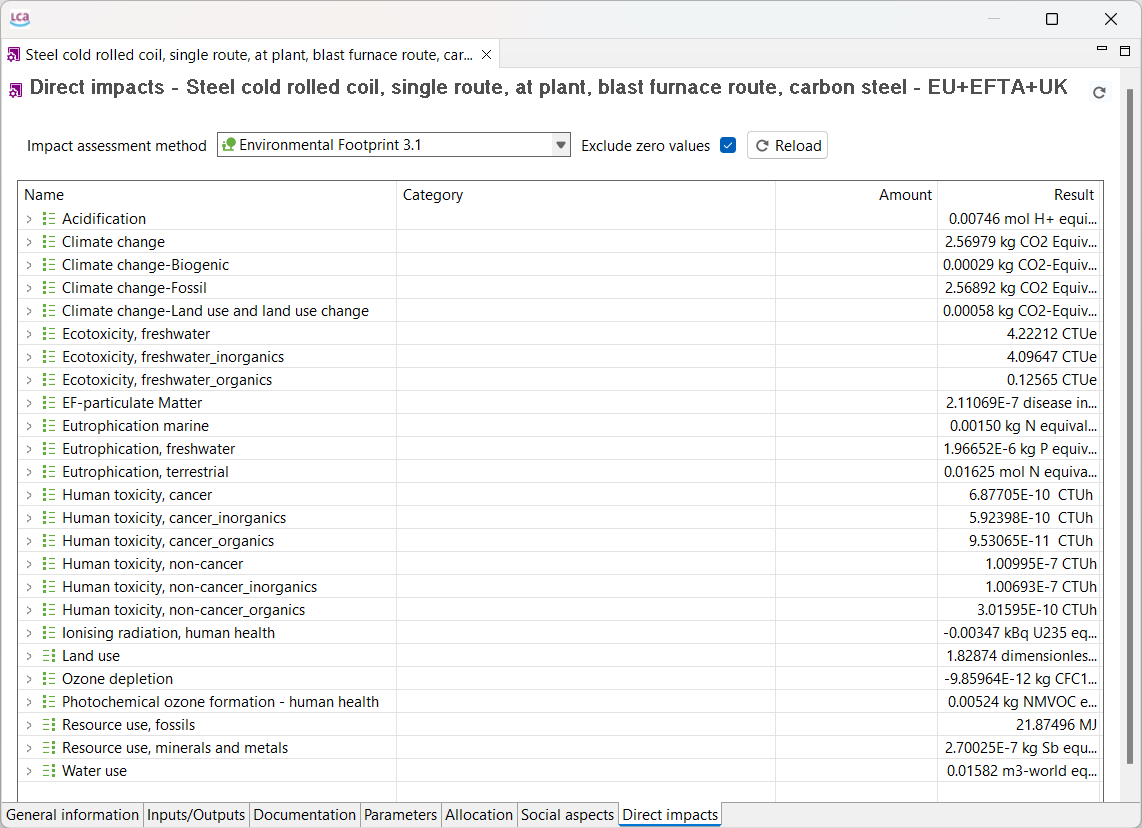 LCA
Steel cold rolled coil, single route, at plant, blast furnace route, car...
Direct impacts - Steel cold rolled coil, single route, at plant, blast furnace route, carbon steel - EU+EFTA+UK
Impact assessment method Environmental Footprint 3.1 Exclude zero values Reload
Name Category Amount Result
Acidification 0.00746 mol H+ equi...
Climate change 2.56979 kg CO2 Equiv...
Climate change-Biogenic 0.00029 kg CO2-Equiv...
Climate change-Fossil 2.56892 kg CO2 Equiv...
Climate change-Land use and land use change 0.00058 kg CO2-Equiv...
Ecotoxicity, freshwater 4.22212 CTUe
Ecotoxicity, freshwater_inorganics 4.09647 CTUe
Ecotoxicity, freshwater_organics 0.12565 CTUe
EF-particulate Matter 2.11069E-7 disease in...
Eutrophication marine 0.00150 kg N equival...
Eutrophication, freshwater 1.96652E-6 kg P equiv...
Eutrophication, terrestrial 0.01625 mol N equiva...
Human toxicity, cancer 6.87705E-10 CTUh
Human toxicity, cancer_inorganics 5.92398E-10 CTUh
Human toxicity, cancer_organics 9.53065E-11 CTUh
Human toxicity, non-cancer 1.00995E-7 CTUh
Human toxicity, non-cancer_inorganics 1.00693E-7 CTUh
Human toxicity, non-cancer_organics 3.01595E-10 CTUh
Ionising radiation, human health -0.00347 kBq U235 eq...
Land use 1.82874 dimensionles...
Ozone depletion -9.85964E-12 kg CFC1...
Photochemical ozone formation - human health 0.00524 kg NMVOC e...
Resource use, fossils 21.87496 MJ
Resource use, minerals and metals 2.70025E-7 kg Sb equ...
Water use 0.01582 m3-world eq...
General information Inputs/Outputs Documentation Parameters Allocation Social aspects Direct impacts